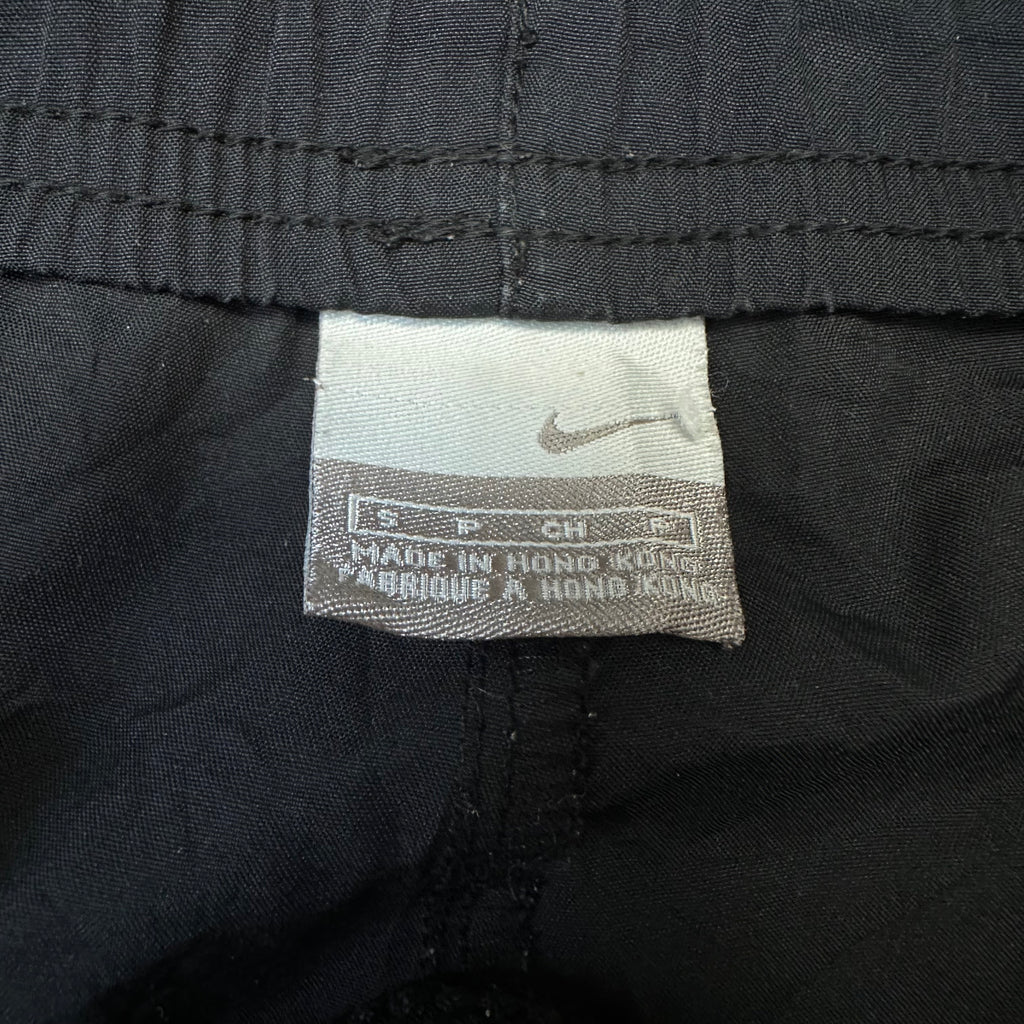 S P CH P
MADE IN HONG KONG
FABRIQUE A HONG KONG